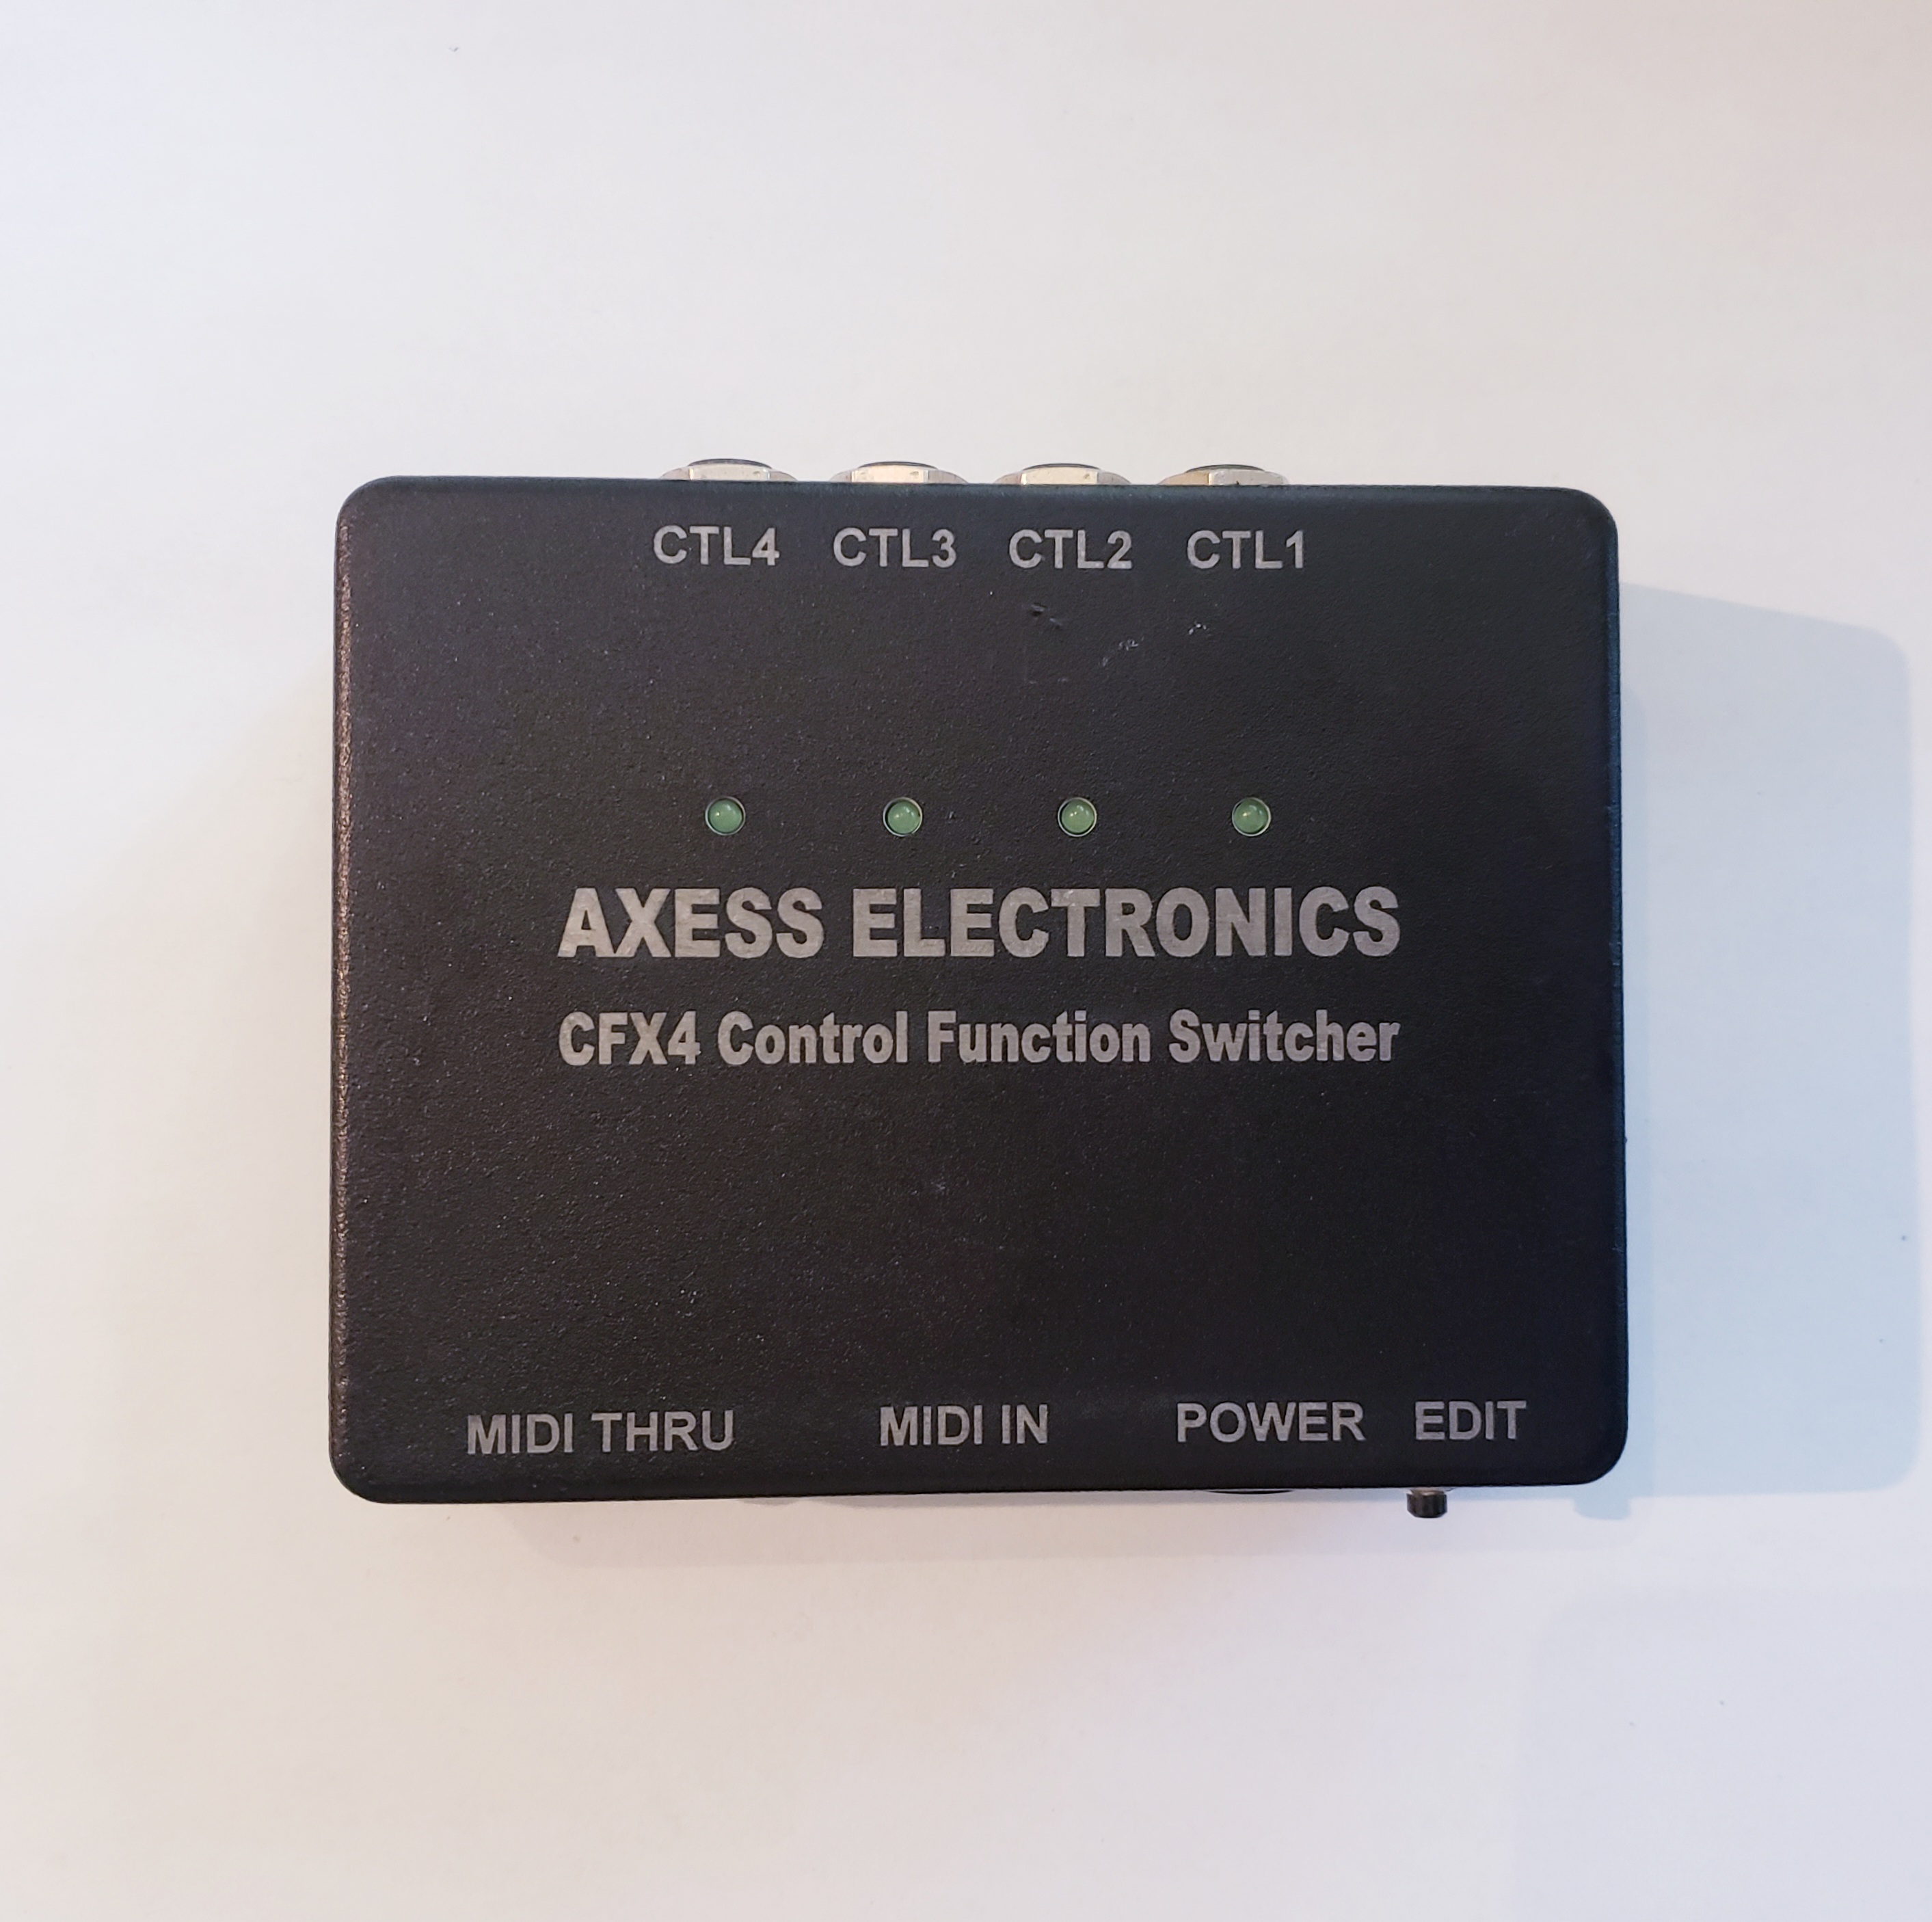 CTL4 CTL3 CTL2 CTL1
AXESS ELECTRONICS
CFX4 Control Function Switcher
MIDI THRU MIDI IN POWER EDIT